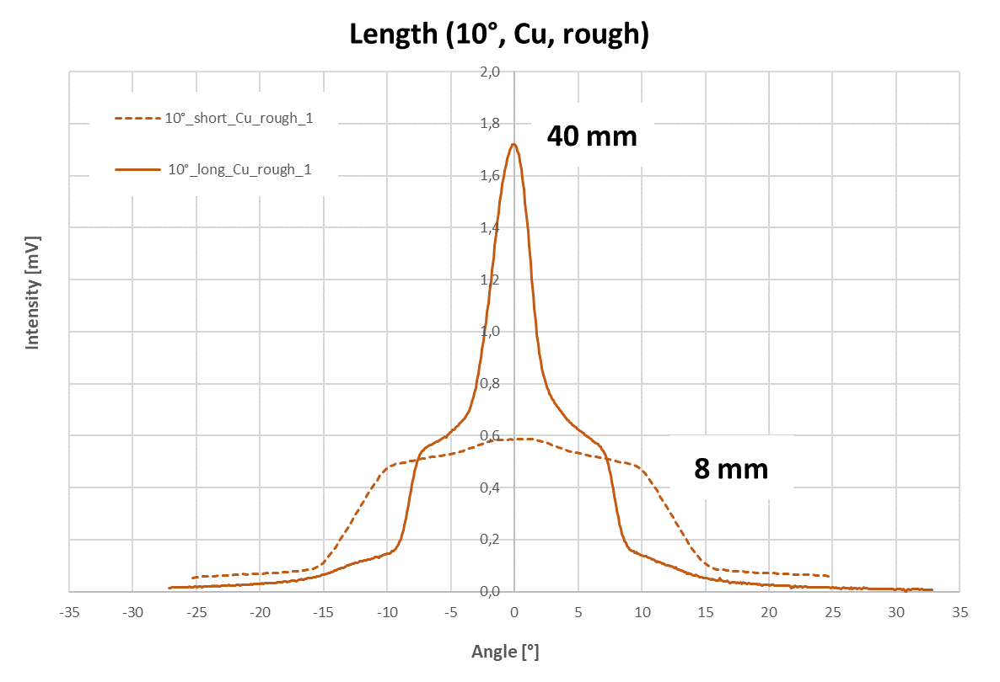 Length (10°, Cu, rough)
10°_short_Cu_rough_1
10°_long_Cu_rough_1
40 mm
8 mm
Intensity [mV]
2,0
1,8
1,6
1,4
1,2
1,0
0,8
0,6
0,4
0,2
0,0
-35 -30 -25 -20 -15 -10 -5 0 5 10 15 20 25 30 35
Angle [°]